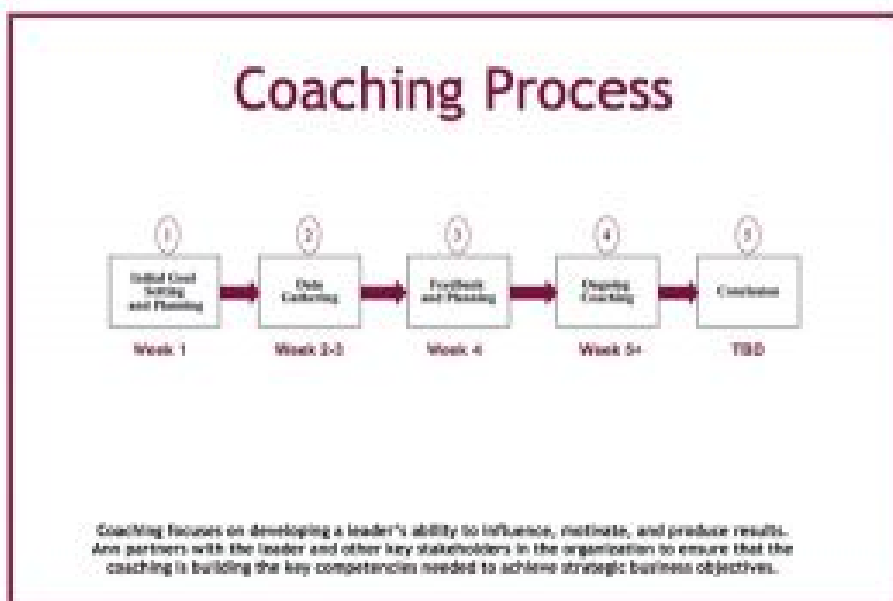 Coaching Process
1
2
3
4
5
Initial Goal
Setting
and Planning
Data
Gathering
Feedback
and Planning
Ongoing
Coaching
Conclusion
Week 1
Week 2-3
Week 4
Week 5+
TBD
Coaching focuses on developing a leader's ability to influence, motivate, and produce results.
Ann partners with the leader and other key stakeholders in the organization to ensure that the
coaching is building the key competencies needed to achieve strategic business objectives.